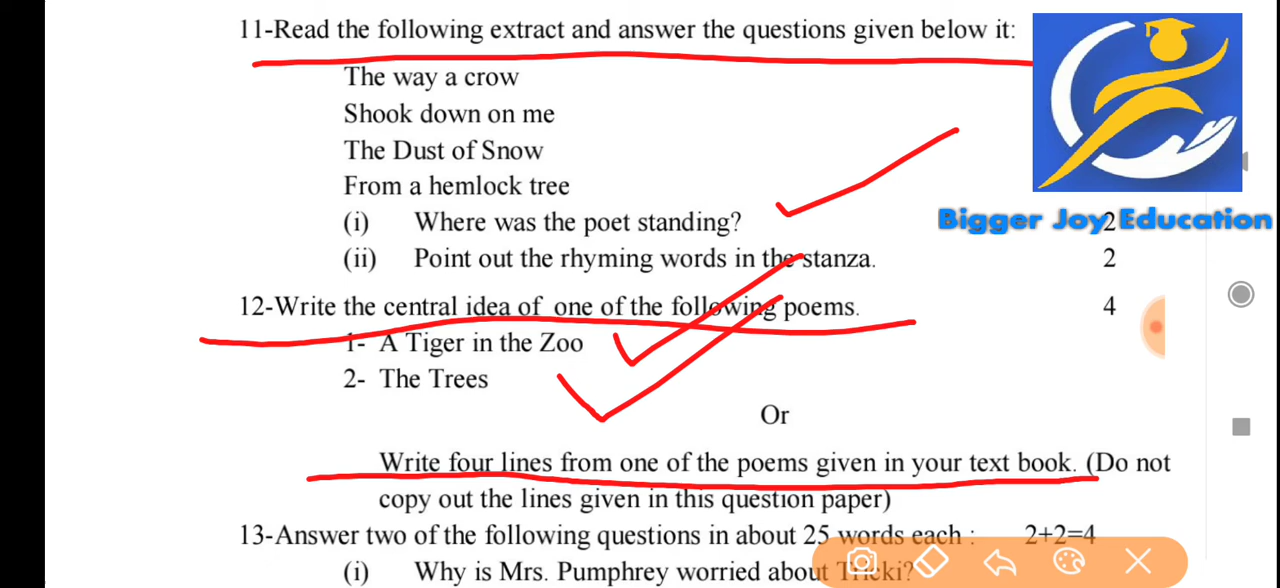 11-Read the following extract and answer the questions given below it:
The way a crow
Shook down on me
The Dust of Snow
From a hemlock tree
(i) Where was the poet standing? 2
Bigger Joy Education
(ii) Point out the rhyming words in the stanza. 2
12-Write the central idea of one of the following poems. 4
1- A Tiger in the Zoo
2- The Trees
Or
Write four lines from one of the poems given in your text book. (Do not
copy out the lines given in this question paper)
13-Answer two of the following questions in about 25 words each : 2+2=4
(i) Why is Mrs. Pumphrey worried about Tricki?